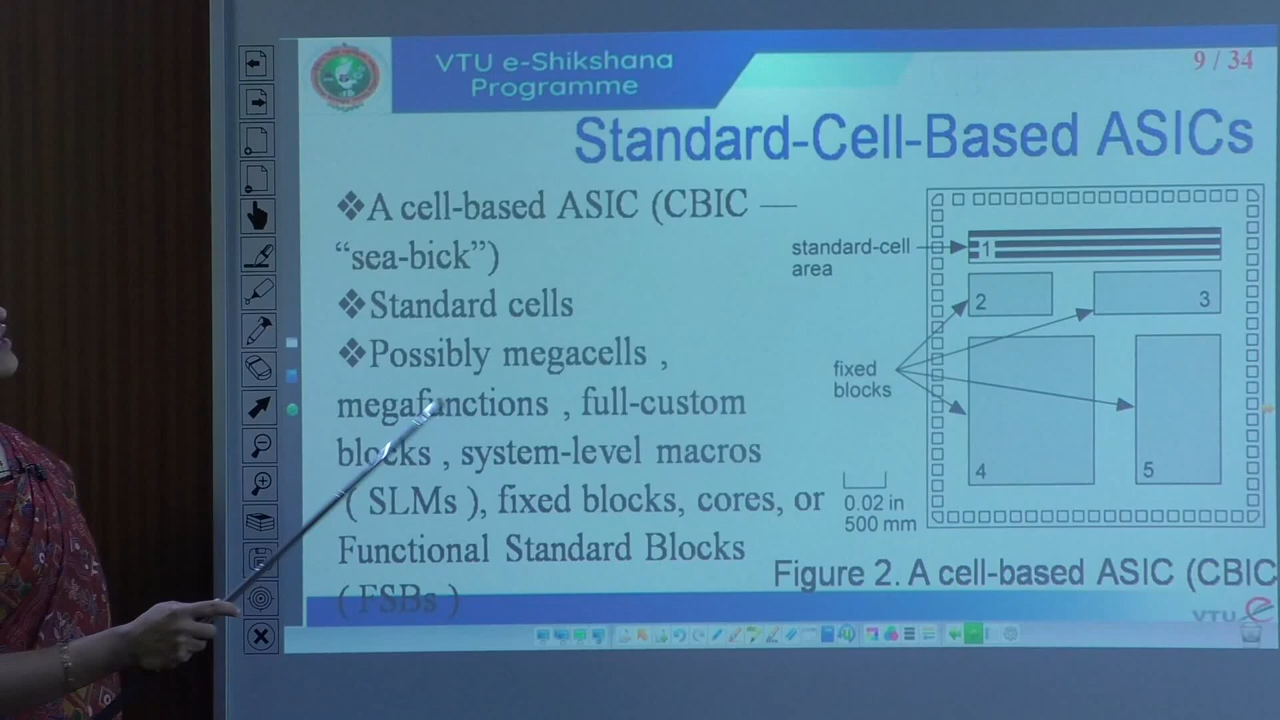 VTU e-Shikshana
Programme
9 / 34
Standard-Cell-Based ASICs
❖A cell-based ASIC (CBIC —
“sea-bick”)
❖Standard cells
❖Possibly megacells ,
megafunctions , full-custom
blocks , system-level macros
( SLMs ), fixed blocks, cores, or
Functional Standard Blocks
( FSBs )
standard-cell
area
1
2
3
fixed
blocks
4
5
0.02 in
500 mm
Figure 2. A cell-based ASIC (CBIC
VTU e